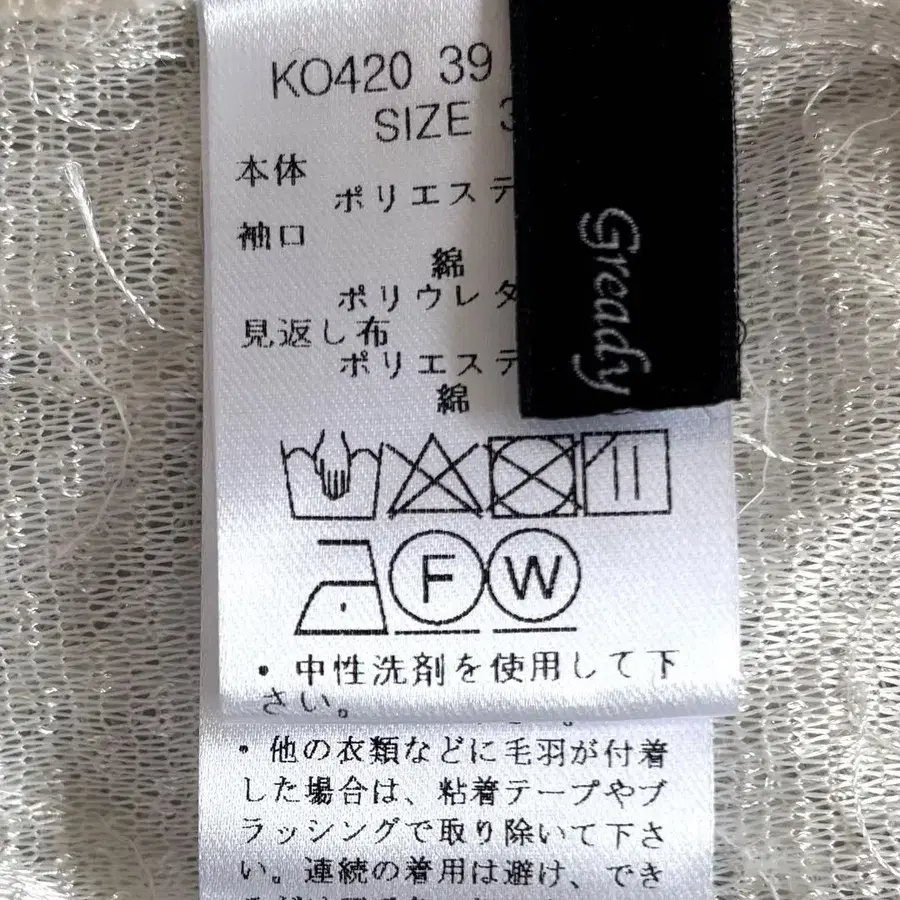 KO420 39
SIZE
本体
ポリエステ
袖口
綿
ポリウレタ
見返し布
ポリエステ
綿
Greadfy
F W
・中性洗剤を使用して下
さい。
・他の衣類などに毛羽が付着
した場合は、粘着テープやブ
ラッシングで取り除いて下さ
い。連続の着用は避け、でき